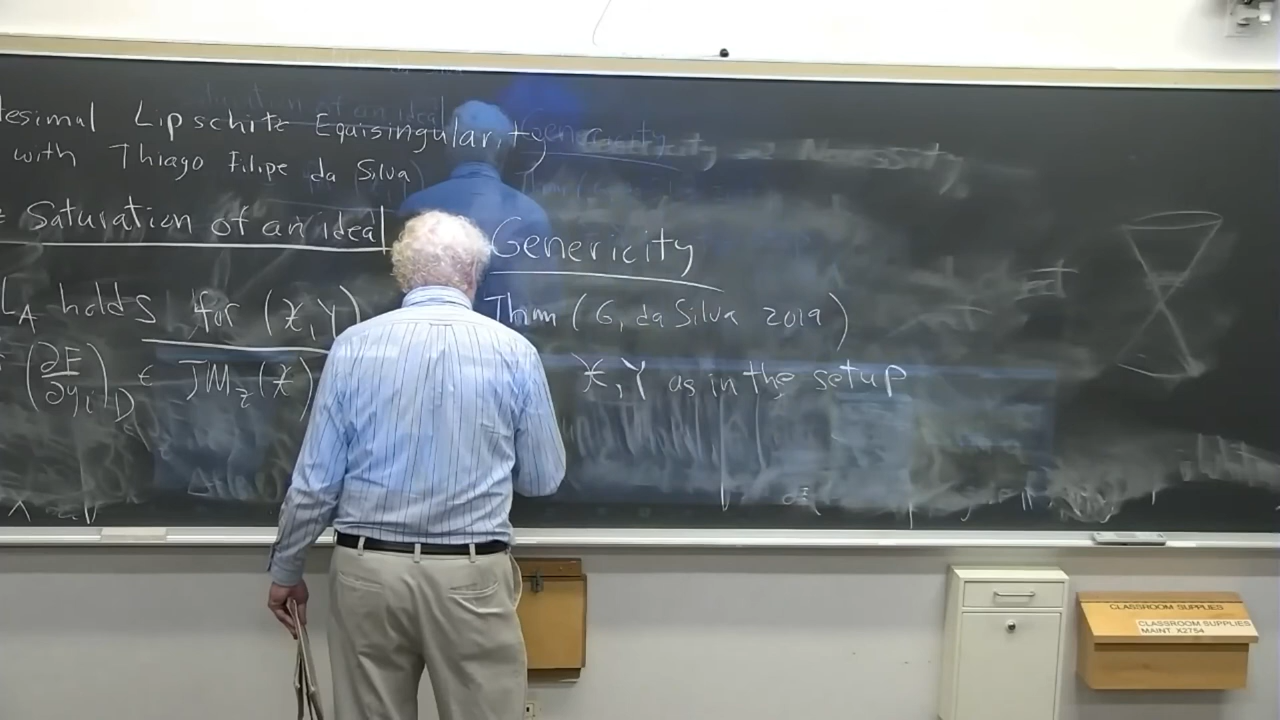 tesimal Lipschitz Equisingularity
with Thiago Filipe da Silva
Saturation of an ideal
L_A holds for (X, Y)
(∂F/∂y_i)_D ∈ JM_z(X)
Genericity
Thm (G, da Silva 2019)
X, Y as in the setup
CLASSROOM SUPPLIES
CLASSROOM SUPPLIES
MAINT. X2754